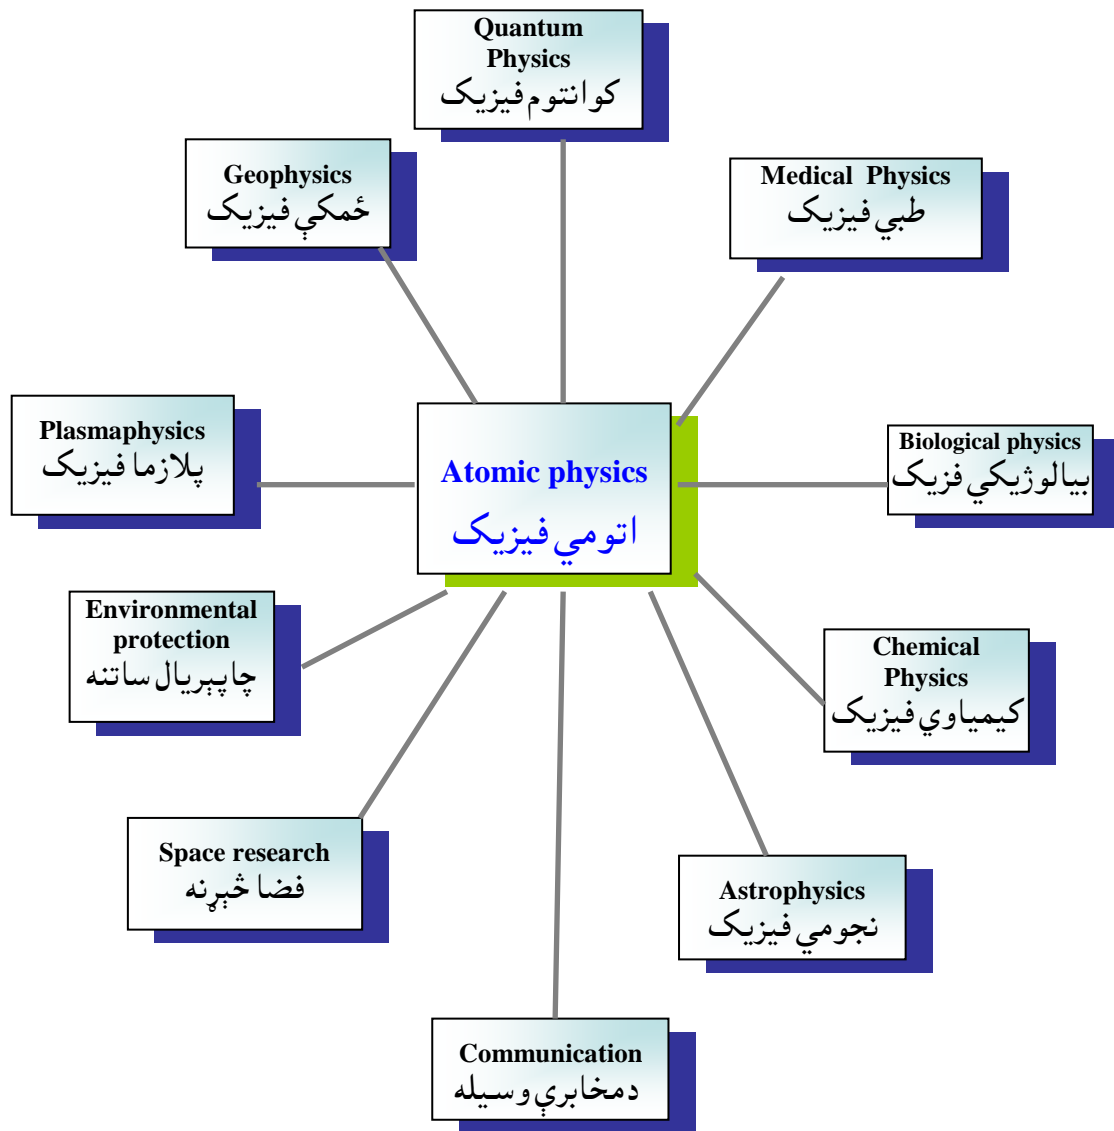 Quantum
Physics
کوانتوم فیزیک
Geophysics
ځمکې فیزیک
Medical Physics
طبي فیزیک
Plasmaphysics
پلازما فیزیک
Atomic physics
اتومي فیزیک
Biological physics
بیالوژیکي فزیک
Environmental
protection
چاپېریال ساتنه
Chemical
Physics
کیمیاوي فیزیک
Space research
فضا څېړنه
Astrophysics
نجومي فیزیک
Communication
دمخابرې وسیله